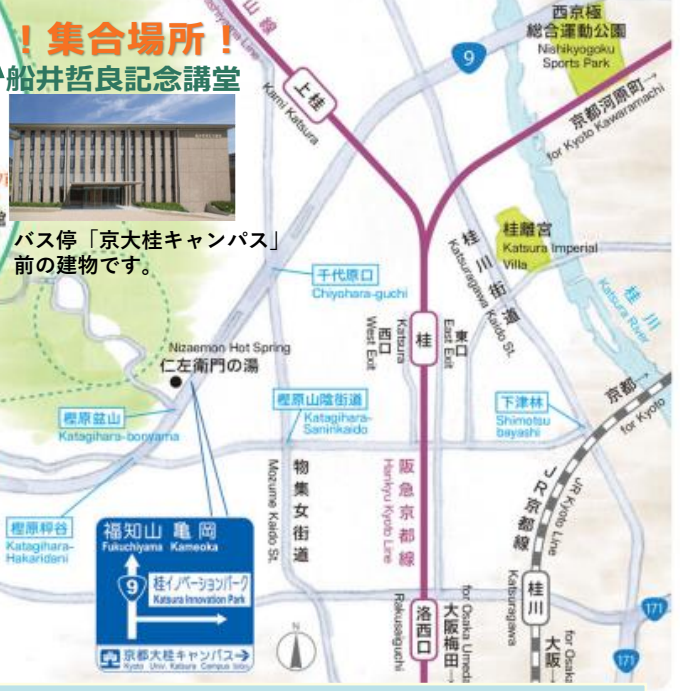 ！集合場所！
船井哲良記念講堂
バス停「京大桂キャンパス」
前の建物です。
山線
Line
上桂
Kami Katsura
9
西京極
総合運動公園
Nishikyogoku
Sports Park
京都河原町→
for Kyoto Kawaramachi
桂離宮
Katsura Imperial
Villa
桂川街道
Katsuragawa Kaido St.
桂川
Katsura River
千代原口
Chiyohara-guchi
西口
West Exit
桂
Katsura
東口
East Exit
Nizaemon Hot Spring
仁左衛門の湯
樫原盆山
Katagihara-bonyama
樫原山陰街道
Katagihara-
Saninkaido
下津林
Shimotsu
bayashi
京都→
for Kyoto
物集女街道
Mozume Kaido St.
阪急京都線
Hankyu Kyoto Line
JR京都線
JR Kyoto Line
樫原秤谷
Katagihara-
Hakaridani
福知山 亀岡
Fukuchiyama Kameoka
9
桂イノベーションパーク
Katsura Innovation Park
京都大桂キャンパス→
N
洛西口
Rakusaiguchi
大阪梅田→
for Osaka Umeda
桂川
Katsuragawa
大阪→
for Osaka
171
171